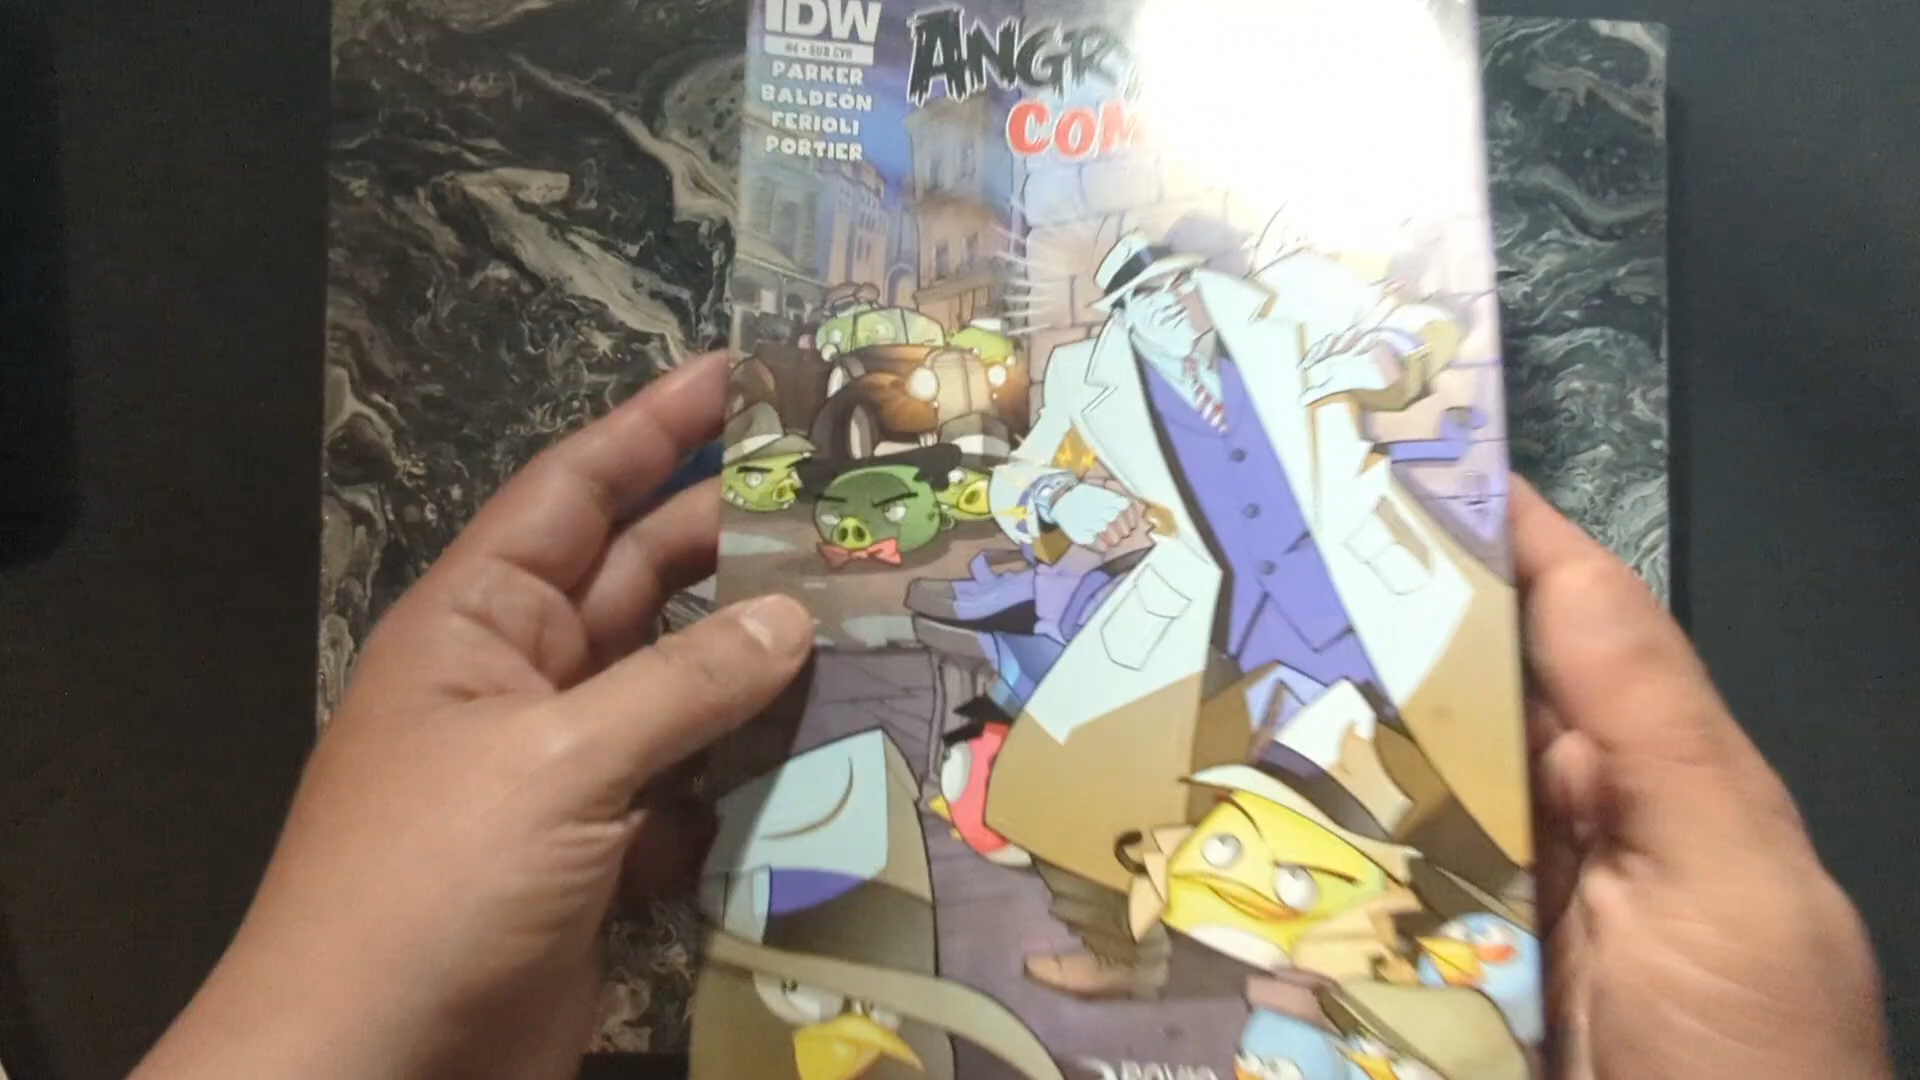 IDW
#4 • SUB CVR
PARKER
BALDEÓN
FERIOLI
PORTIER
ANGR
COM